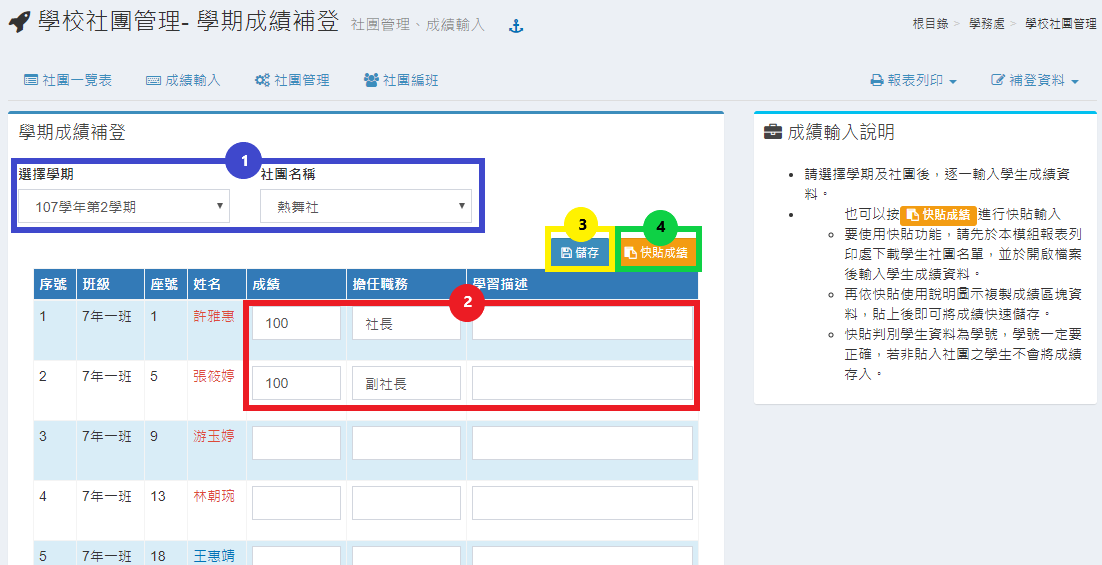 學校社團管理- 學期成績補登 社團管理、成績輸入
根目錄 > 學務處 > 學校社團管理
社團一覽表 成績輸入 社團管理 社團編班 報表列印 補登資料
學期成績補登
1
選擇學期 社團名稱
107學年第2學期 熱舞社
3 4
儲存 快貼成績
序號 班級 座號 姓名 成績 擔任職務 學習描述
2
1 7年一班 1 許雅惠 100 社長
2 7年一班 5 張筱婷 100 副社長
3 7年一班 9 游玉婷
4 7年一班 13 林朝琬
5 7年一班 18 王惠靖
成績輸入說明
• 請選擇學期及社團後，逐一輸入學生成績資
料。
• 也可以按 快貼成績 進行快貼輸入
○ 要使用快貼功能，請先於本模組報表列
印處下載學生社團名單，並於開啟檔案
後輸入學生成績資料。
○ 再依快貼使用說明圖示複製成績區塊資
料，貼上後即可將成績快速儲存。
○ 快貼判別學生資料為學號，學號一定要
正確，若非貼入社團之學生不會將成績
存入。